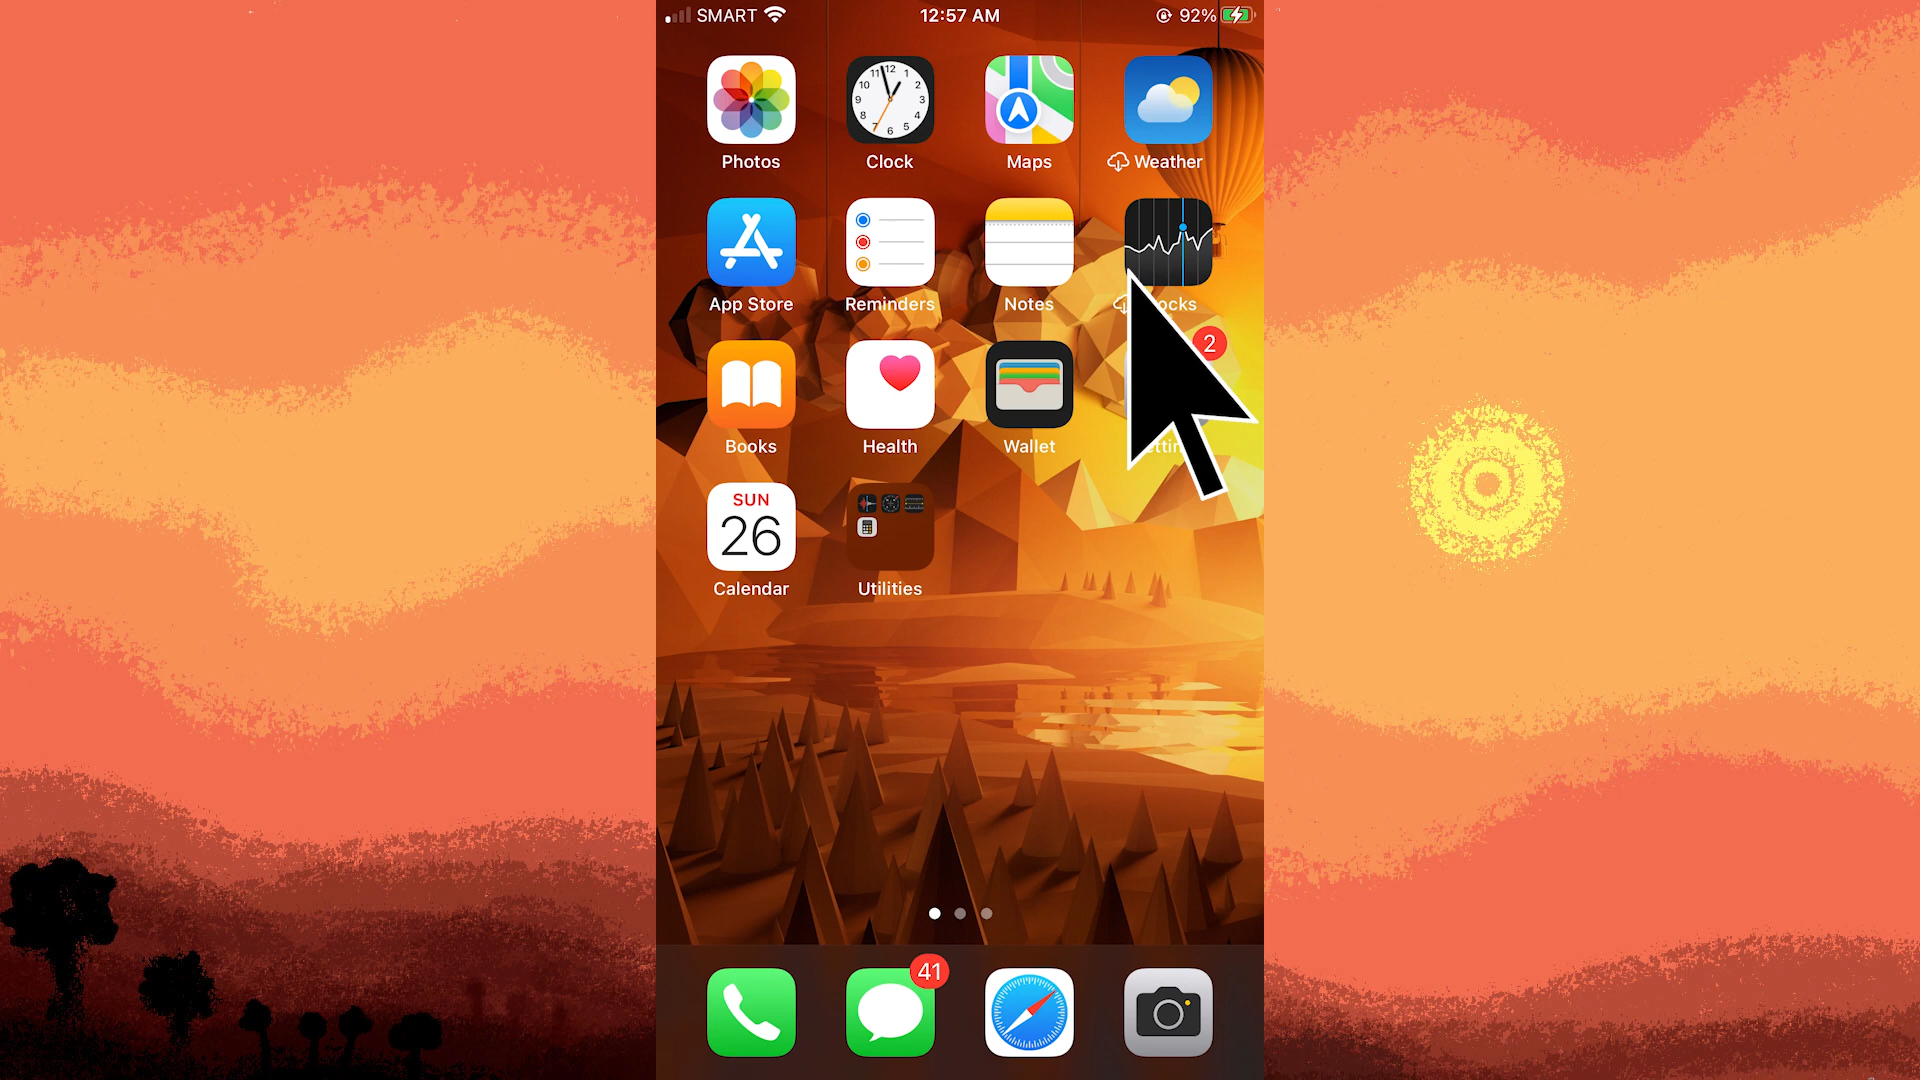 SMART 12:57 AM 92%
Photos Clock Maps Weather
App Store Reminders Notes
2
Books Health Wallet
SUN
26
Calendar Utilities
41